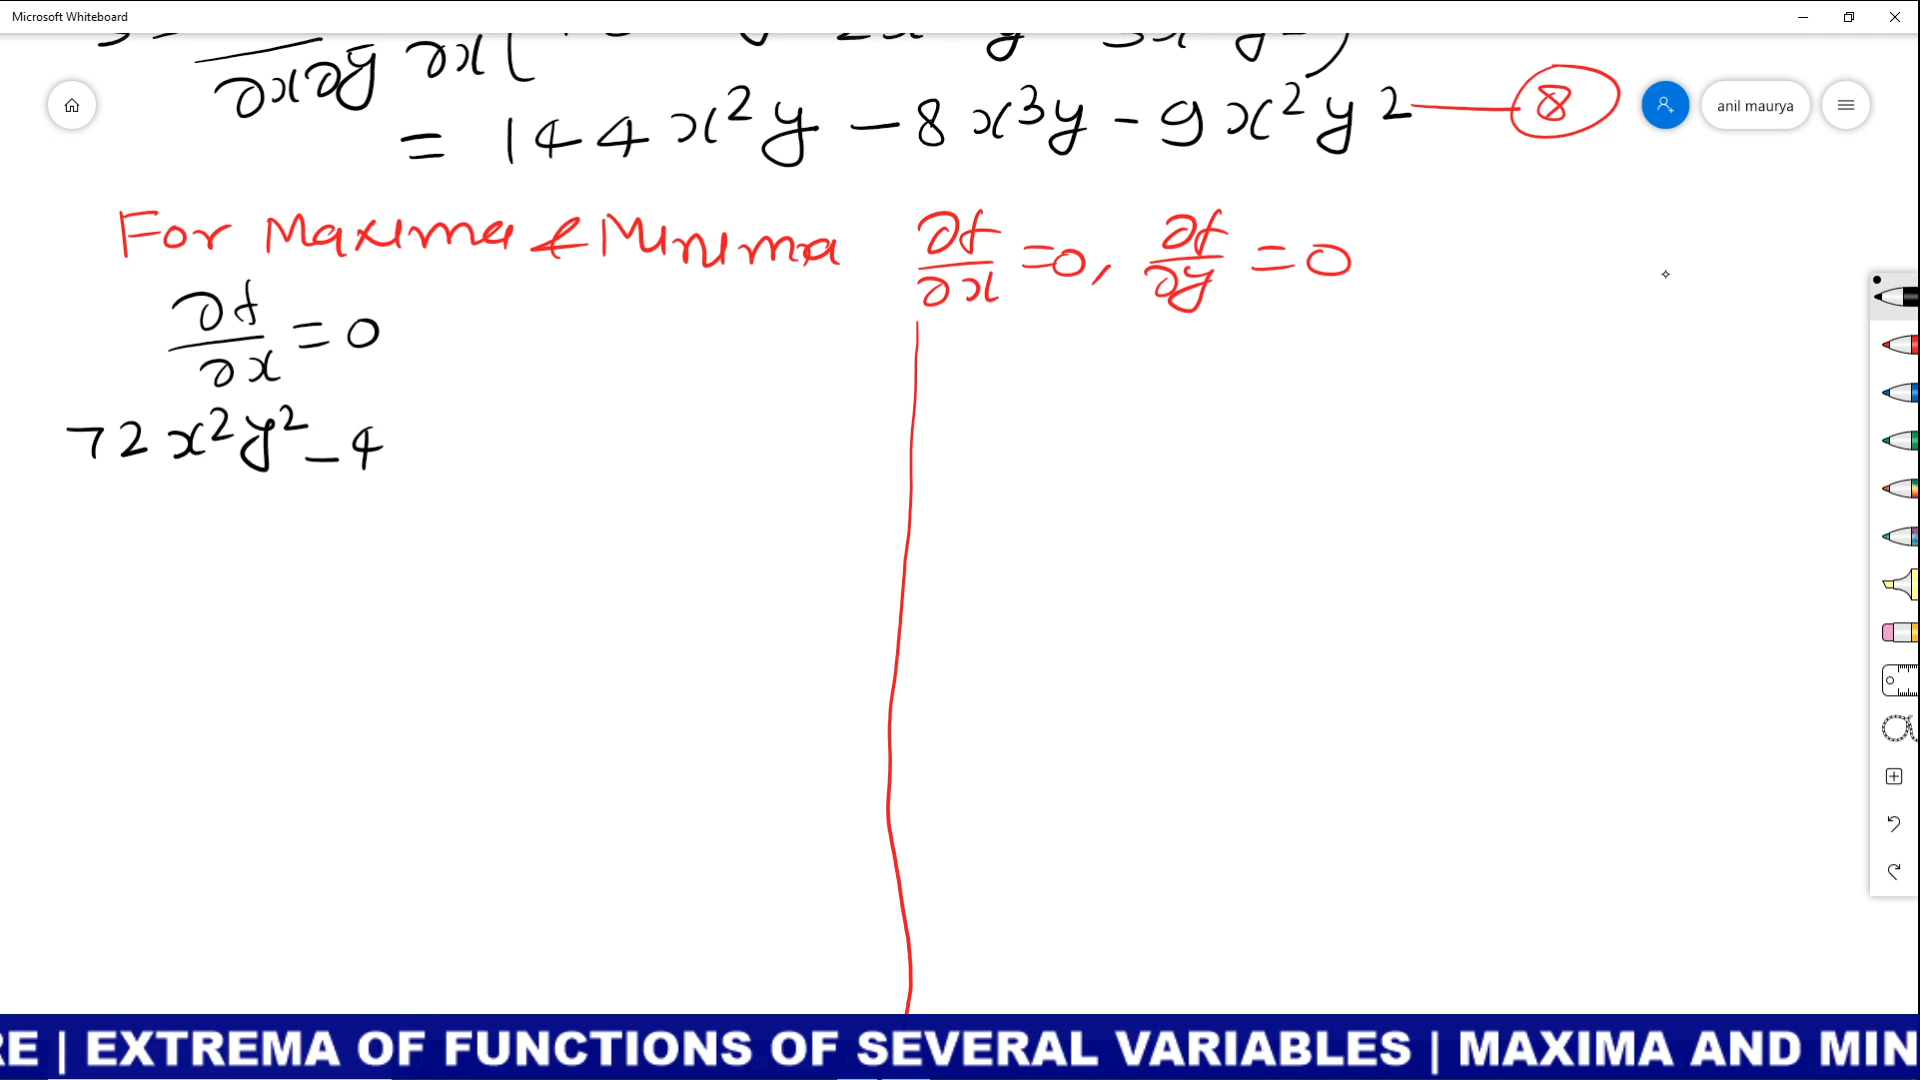 Microsoft Whiteboard
∂x∂y ∂x(
= 144x²y - 8x³y - 9x²y² — 8
anil maurya
For Maxima & Minima ∂f/∂x = 0, ∂f/∂y = 0
∂f/∂x = 0
72x²y² - 4
RE | EXTREMA OF FUNCTIONS OF SEVERAL VARIABLES | MAXIMA AND MIN